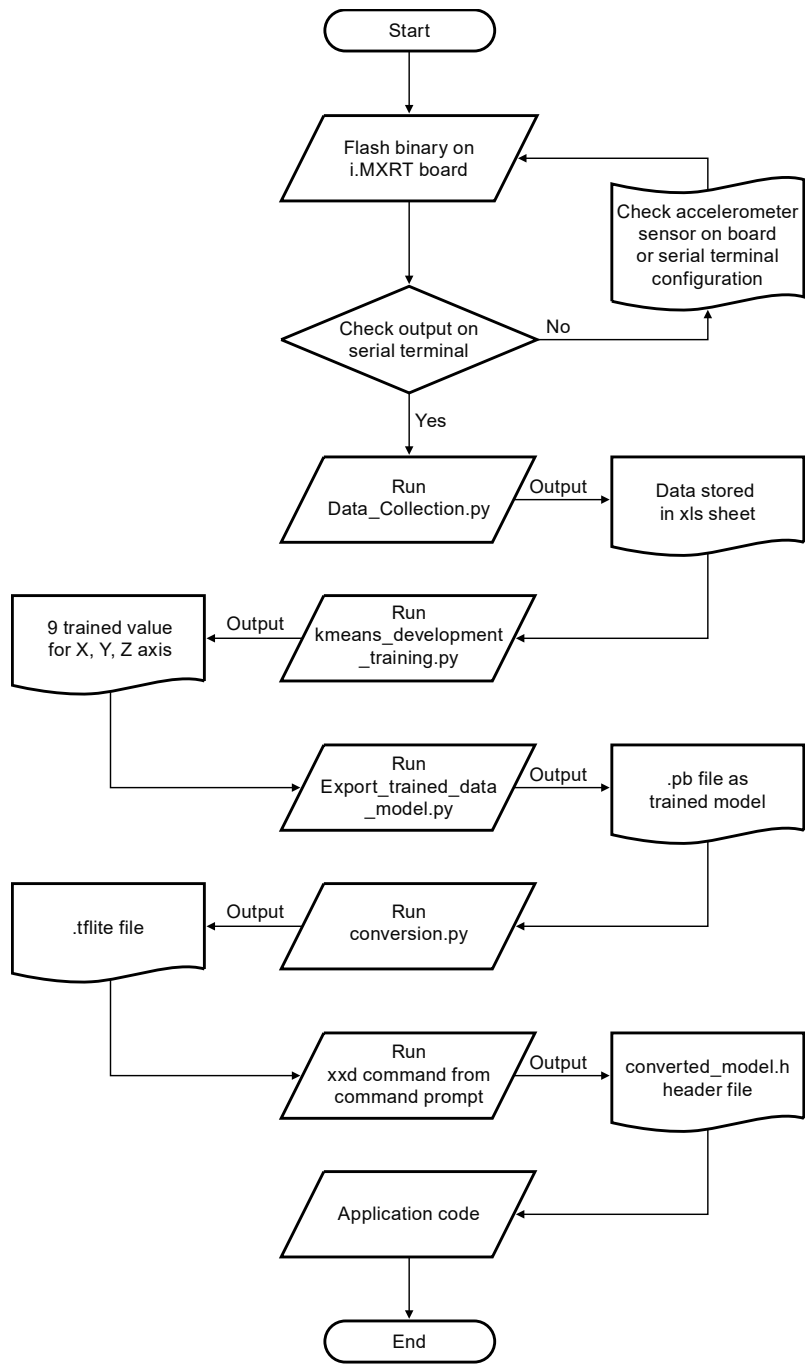 Start
Flash binary on
i.MXRT board
Check accelerometer
sensor on board
or serial terminal
configuration
Check output on
serial terminal
No
Yes
Run
Data_Collection.py
Output
Data stored
in xls sheet
9 trained value
for X, Y, Z axis
Output
Run
kmeans_development
_training.py
Run
Export_trained_data
_model.py
Output
.pb file as
trained model
.tflite file
Output
Run
conversion.py
Run
xxd command from
command prompt
Output
converted_model.h
header file
Application code
End